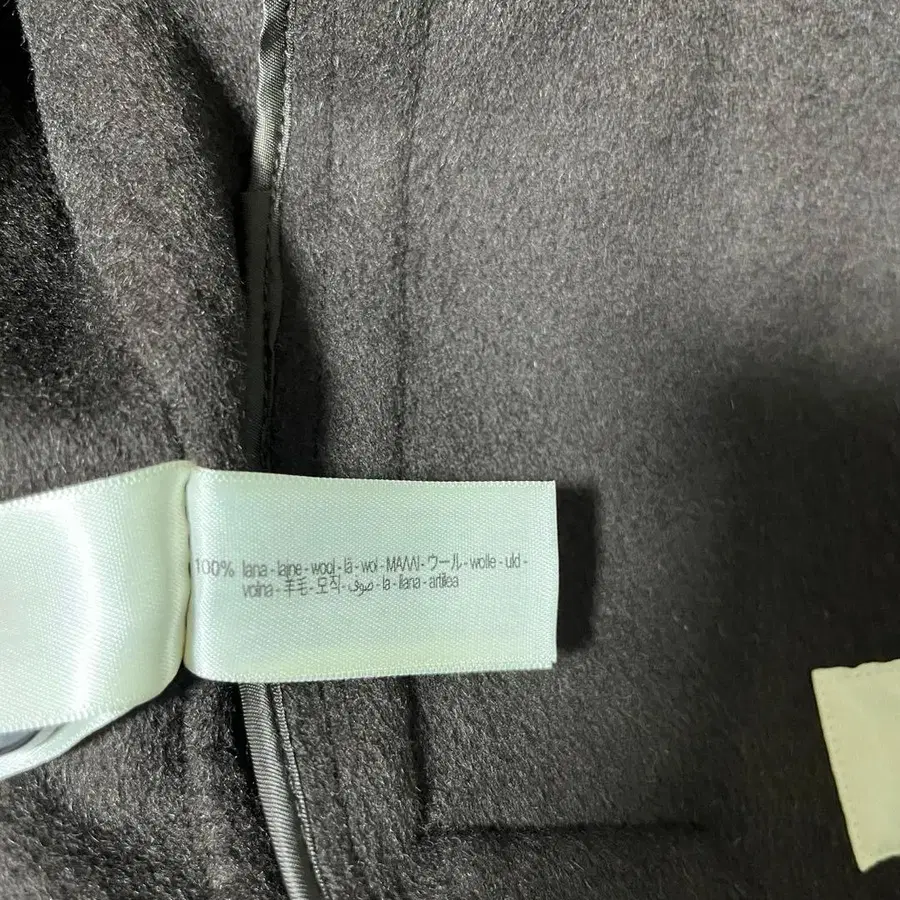 100% lana - laine - wool - lã - wol - ΜΑΛΛΙ - ウール - wolle - uld -
volna - 羊毛 - 모직 - صوف - la - llana - artilea